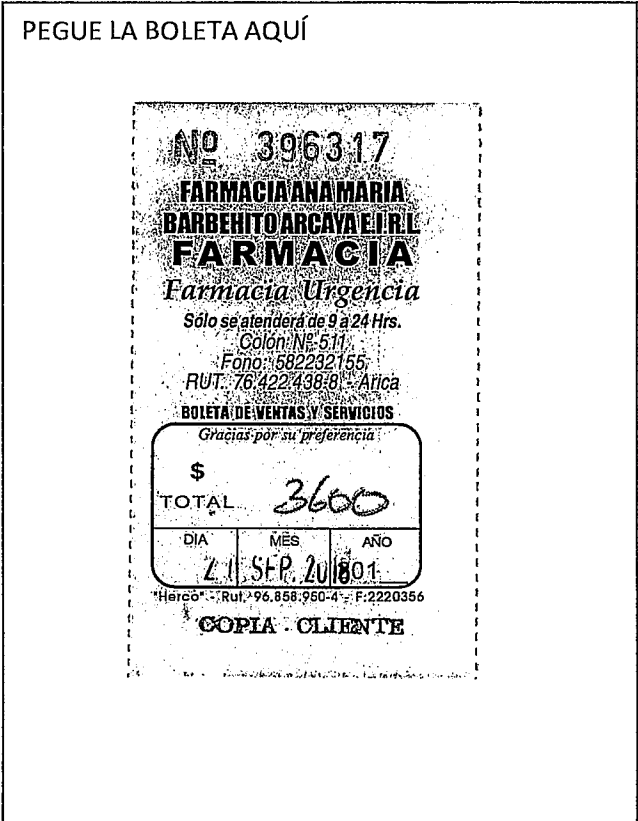 PEGUE LA BOLETA AQUÍ
Nº 396317
FARMACIA ANA MARIA
BARBEHITO ARCAYA E.I.R.L
FARMACIA
Farmacia Urgencia
Sólo se atenderá de 9 a 24 Hrs.
Colón Nº 511
Fono: 582232155
RUT. 76.422.438-8 - Arica
BOLETA DE VENTAS Y SERVICIOS
Gracias por su preferencia
$
TOTAL 3600
DIA MES AÑO
21 SEP. 201801
"Herco" - Rut. 96.858.950-4 - F:2220356
COPIA CLIENTE